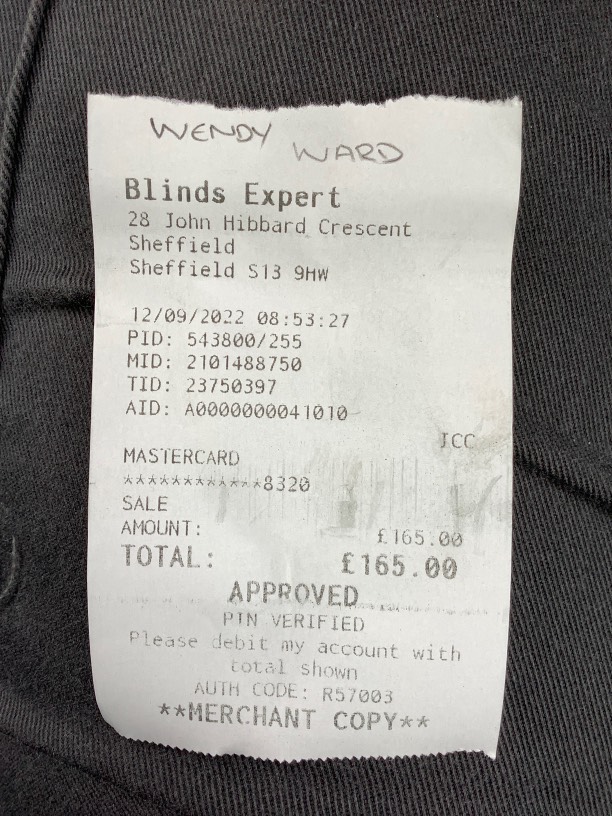 WENDY WARD
Blinds Expert
28 John Hibbard Crescent
Sheffield
Sheffield S13 9HW
12/09/2022 08:53:27
PID: 543800/255
MID: 2101488750
TID: 23750397
AID: A0000000041010
ICC
MASTERCARD
************8320
SALE
AMOUNT: £165.00
TOTAL: £165.00
APPROVED
PIN VERIFIED
Please debit my account with
total shown
AUTH CODE: R57003
**MERCHANT COPY**